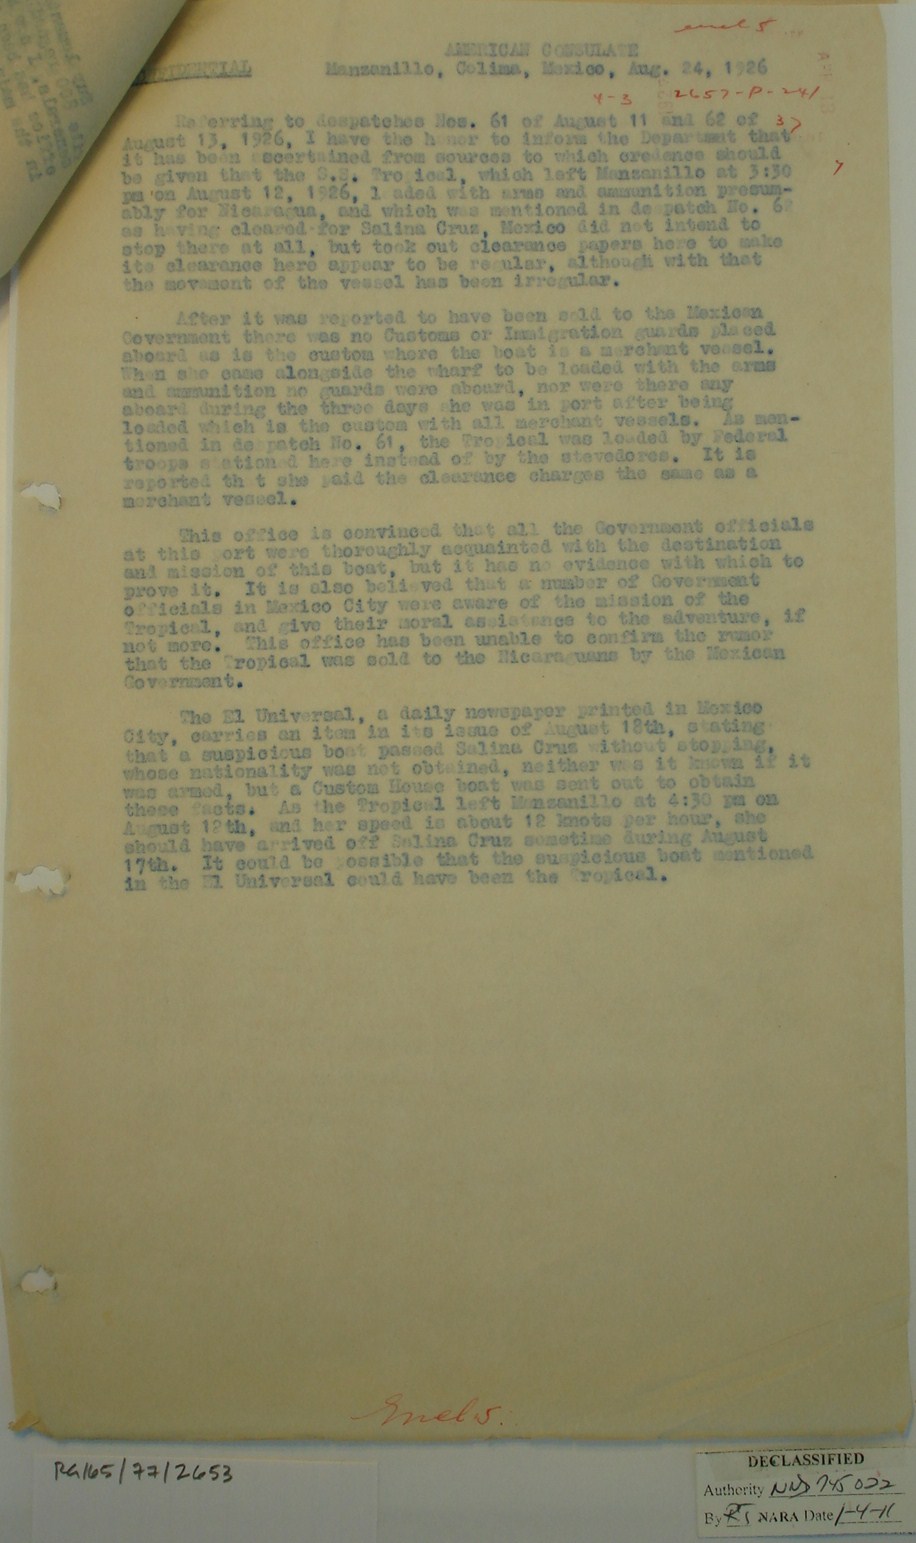 encl 5
AMERICAN CONSULATE
CONFIDENTIAL
Manzanillo, Colima, Mexico, Aug. 24, 1926
4-3 2657-P-241
37
7
Referring to despatches Nos. 61 of August 11 and 62 of
August 13, 1926, I have the honor to inform the Department that
it has been ascertained from sources to which credence should
be given that the S.S. Tropical, which left Manzanillo at 3:30
pm on August 12, 1926, loaded with arms and ammunition presum-
ably for Nicaragua, and which was mentioned in despatch No. 62
as having cleared for Salina Cruz, Mexico did not intend to
stop there at all, but took out clearance papers here to make
its clearance here appear to be regular, although with that
the movement of the vessel has been irregular.
After it was reported to have been sold to the Mexican
Government there was no Customs or Immigration guards placed
aboard as is the custom where the boat is a merchant vessel.
When she came alongside the wharf to be loaded with the arms
and ammunition no guards were aboard, nor were there any
aboard during the three days she was in port after being
loaded which is the custom with all merchant vessels. As men-
tioned in despatch No. 61, the Tropical was loaded by Federal
troops stationed here instead of by the stevedores. It is
reported that she paid the clearance charges the same as a
merchant vessel.
This office is convinced that all the Government officials
at this port were thoroughly acquainted with the destination
and mission of this boat, but it has no evidence with which to
prove it. It is also believed that a number of Government
officials in Mexico City were aware of the mission of the
Tropical, and give their moral assistance to the adventure, if
not more. This office has been unable to confirm the rumor
that the Tropical was sold to the Nicaraguans by the Mexican
Government.
The El Universal, a daily newspaper printed in Mexico
City, carries an item in its issue of August 18th, stating
that a suspicious boat passed Salina Cruz without stopping,
whose nationality was not obtained, neither was it known if it
was armed, but a Custom House boat was sent out to obtain
these facts. As the Tropical left Manzanillo at 4:30 pm on
August 12th, and her speed is about 12 knots per hour, she
should have arrived off Salina Cruz sometime during August
17th. It could be possible that the suspicious boat mentioned
in the El Universal could have been the Tropical.
Encl 5.
RG165/77/2653
DECLASSIFIED
Authority NND 745022
By RT NARA Date 1-4-11